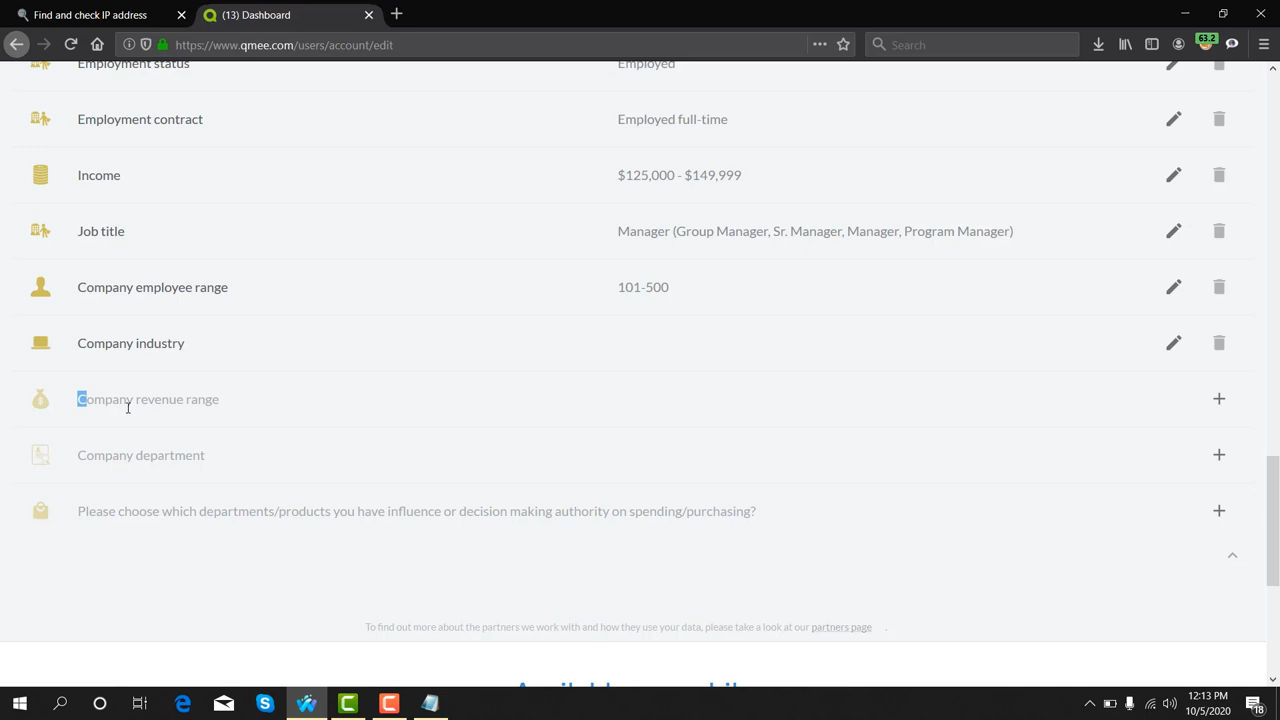 Find and check IP address
(13) Dashboard
https://www.qmee.com/users/account/edit
Search
63.2
Employment status
Employed
Employment contract
Employed full-time
Income
$125,000 - $149,999
Job title
Manager (Group Manager, Sr. Manager, Manager, Program Manager)
Company employee range
101-500
Company industry
Company revenue range
Company department
Please choose which departments/products you have influence or decision making authority on spending/purchasing?
To find out more about the partners we work with and how they use your data, please take a look at our partners page .
12:13 PM
10/5/2020
18